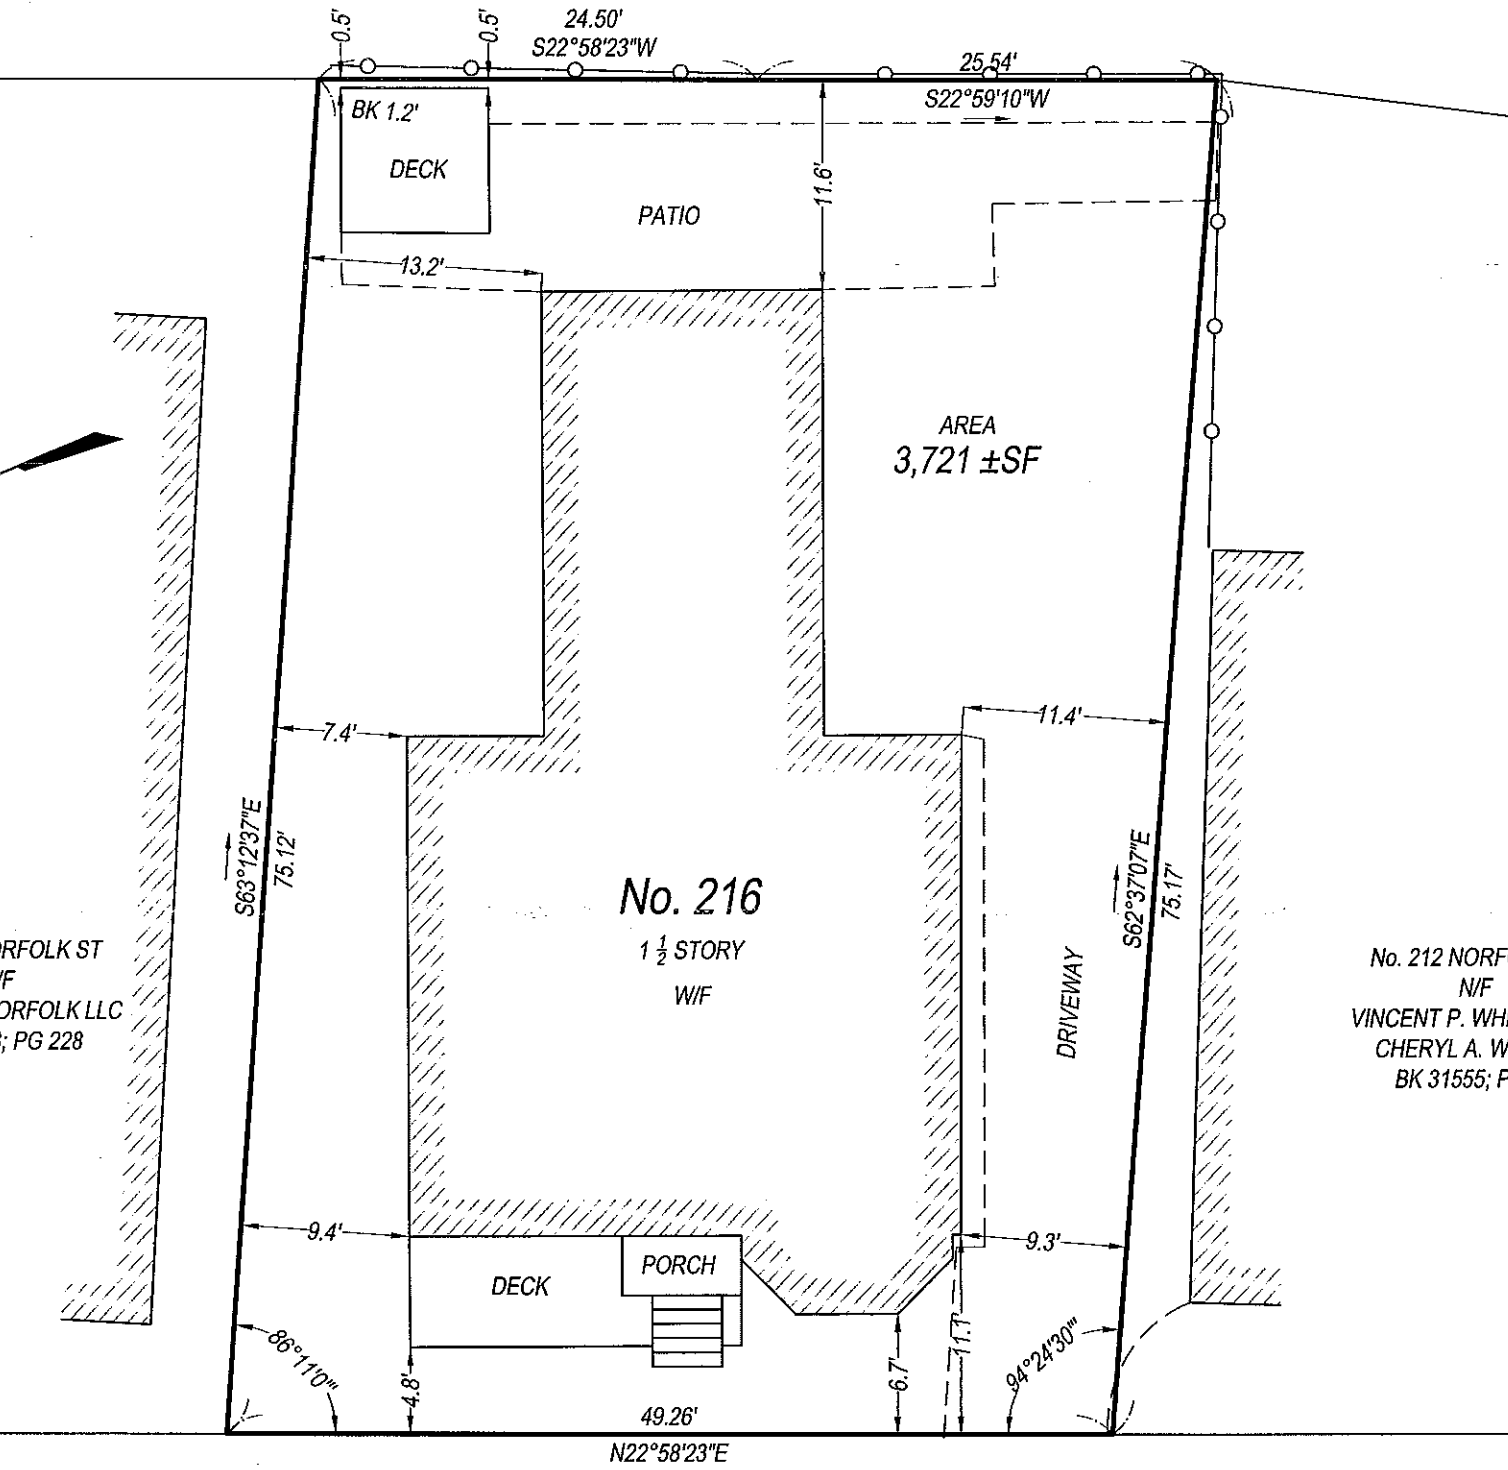 0.5'
0.5'
24.50'
S22°58'23"W
25.54'
S22°59'10"W
BK 1.2'
DECK
PATIO
11.6'
13.2'
AREA
3,721 ±SF
7.4'
11.4'
S63°12'37"E
75.12'
No. 216
1 1/2 STORY
W/F
S62°37'07"E
75.17'
DRIVEWAY
ORFOLK ST
/F
ORFOLK LLC
; PG 228
No. 212 NORF
N/F
VINCENT P. WH
CHERYL A. W
BK 31555; P
9.4'
9.3'
DECK
PORCH
86°11'0'"
4.8'
6.7'
11.1'
94°24'30'"
49.26'
N22°58'23"E